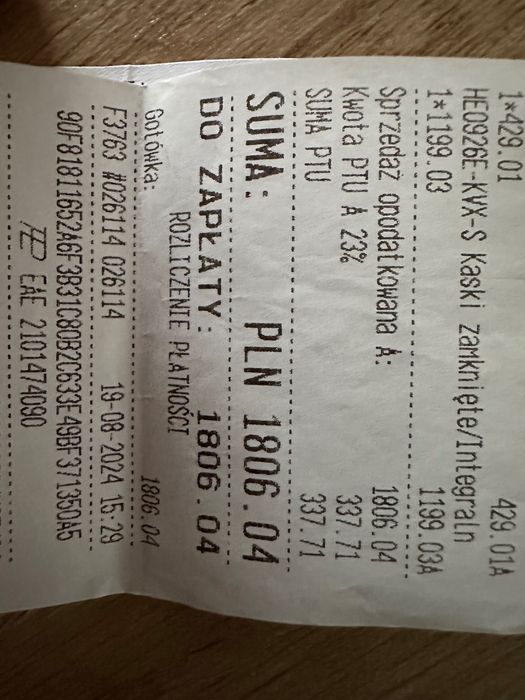 1*429.01 429.01A
HE0926E-KVX-S Kaski zamknięte/Integraln
1*1199.03 1199.03A
Sprzedaż opodatkowana A: 1806.04
Kwota PTU A 23% 337.71
SUMA PTU 337.71
SUMA: PLN 1806.04
DO ZAPŁATY: 1806.04
ROZLICZENIE PŁATNOŚCI
Gotówka: 1806.04
F3763 #026114 026114 19-08-2024 15:29
90F81811652A6F3B31C80B2C633E49BF37135DA5
EAE 2101474090